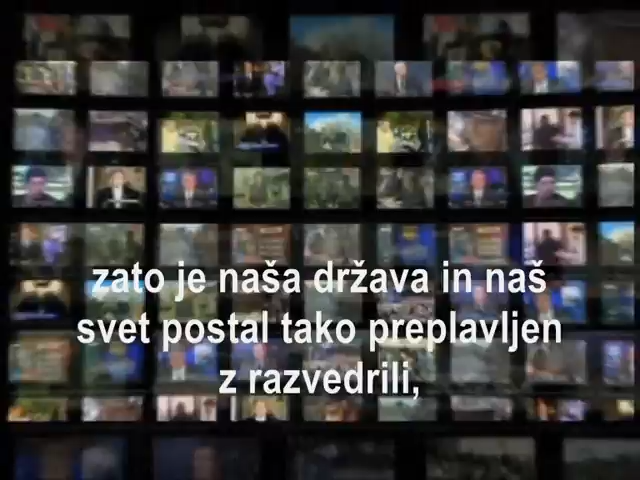 zato je naša država in naš
svet postal tako preplavljen
z razvedrili,